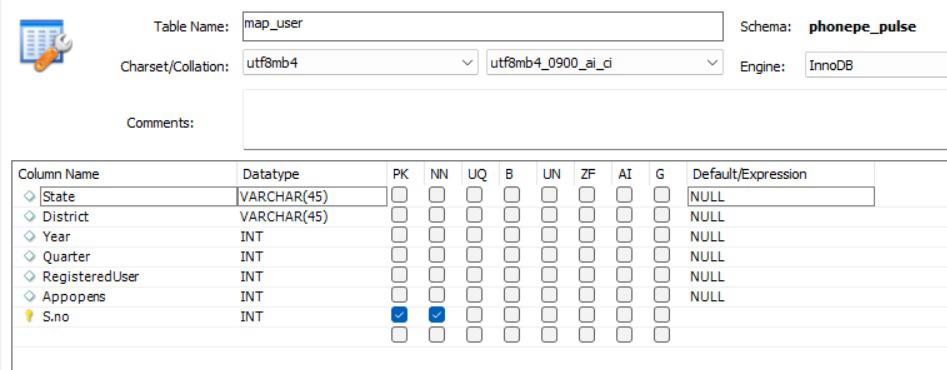 Table Name: map_user Schema: phonepe_pulse
Charset/Collation: utf8mb4 utf8mb4_0900_ai_ci Engine: InnoDB
Comments:
Column Name Datatype PK NN UQ B UN ZF AI G Default/Expression
State VARCHAR(45) NULL
District VARCHAR(45) NULL
Year INT NULL
Quarter INT NULL
RegisteredUser INT NULL
Appopens INT NULL
S.no INT